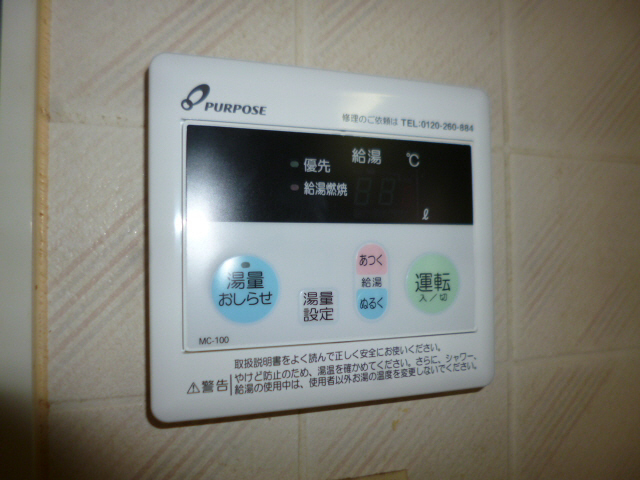 PURPOSE
修理のご依頼は TEL:0120-260-884
給湯 ℃
優先
給湯燃焼
ℓ
湯量
おしらせ
湯量
設定
あつく
給湯
ぬるく
運転
入/切
MC-100
取扱説明書をよく読んで正しく安全にお使いください。
⚠警告
やけど防止のため、湯温を確かめてください。さらに、シャワー、
給湯の使用中は、使用者以外お湯の温度を変更しないでください。